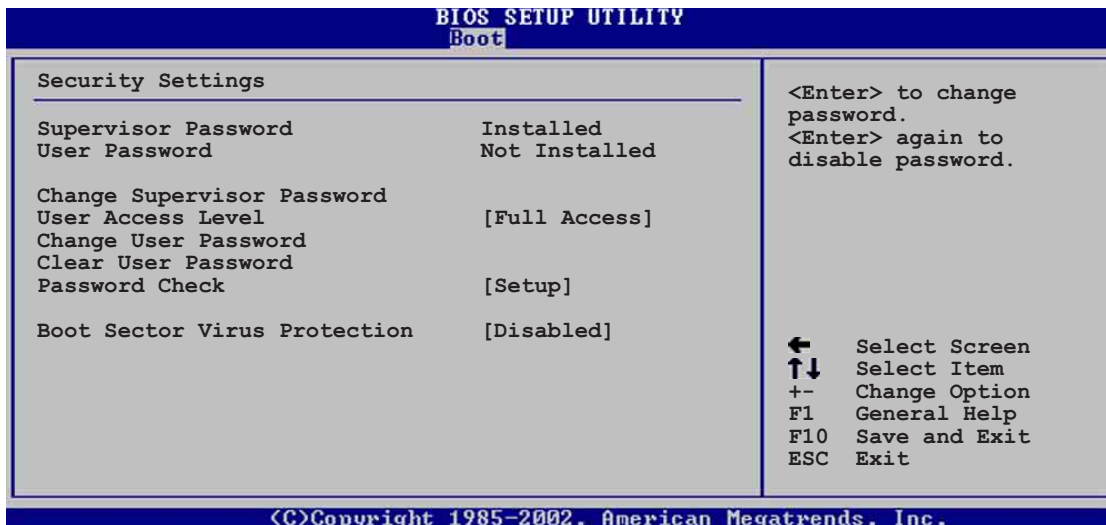 BIOS SETUP UTILITY
Boot
Security Settings
Supervisor Password Installed
User Password Not Installed
Change Supervisor Password
User Access Level [Full Access]
Change User Password
Clear User Password
Password Check [Setup]
Boot Sector Virus Protection [Disabled]
<Enter> to change
password.
<Enter> again to
disable password.
Select Screen
Select Item
+- Change Option
F1 General Help
F10 Save and Exit
ESC Exit
(C)Copyright 1985-2002, American Megatrends, Inc.